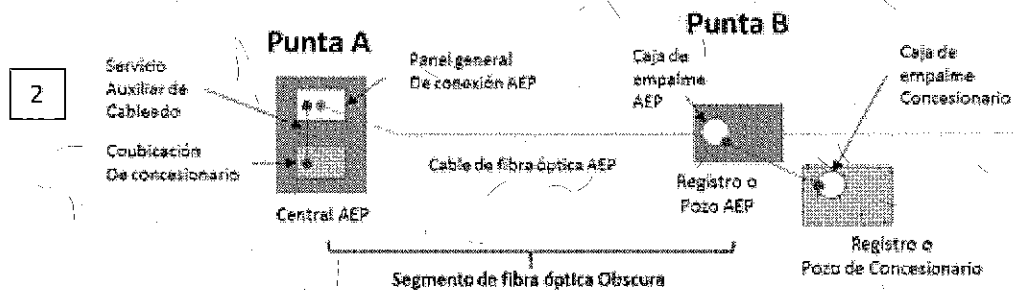 2
Punta A
Punta B
Servicio
Auxiliar de
Cableado
Panel general
De conexión AEP
Caja de
empalme
AEP
Caja de
empalme
Concesionario
Coubicación
De concesionario
Cable de fibra óptica AEP
Central AEP
Registro o
Pozo AEP
Registro o
Pozo de Concesionario
Segmento de fibra óptica Obscura